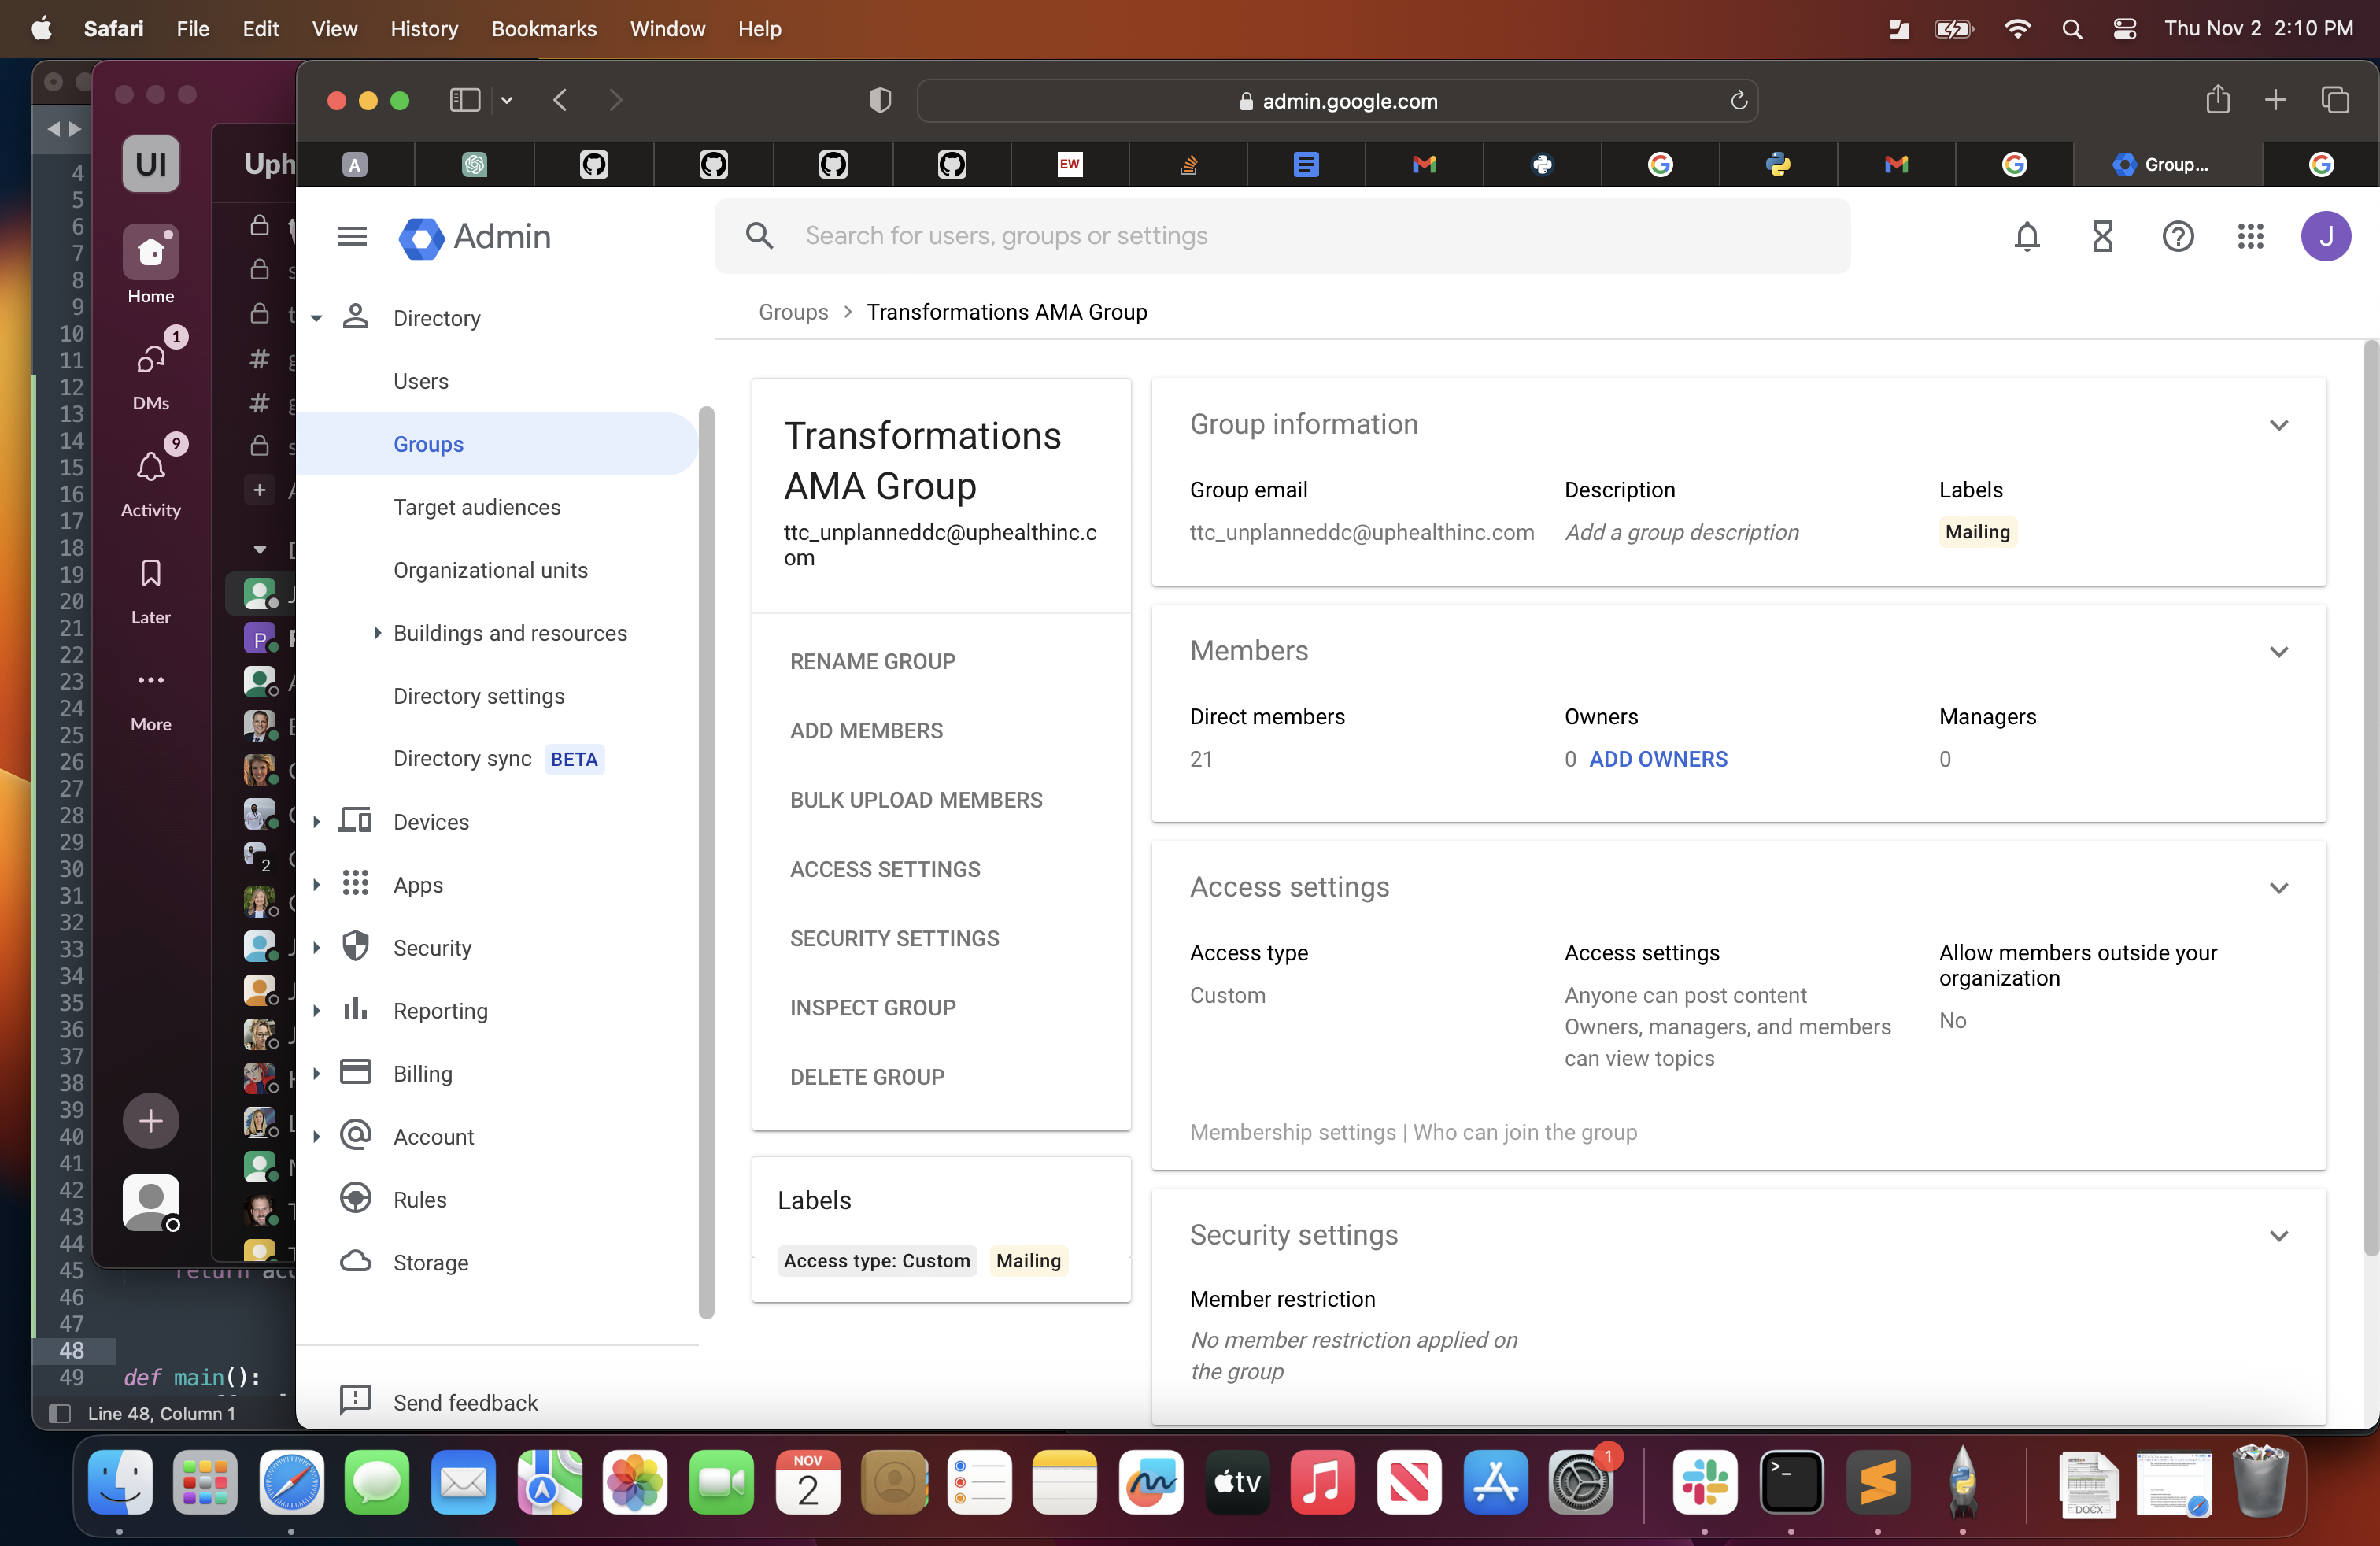 Safari File Edit View History Bookmarks Window Help
Thu Nov 2 2:10 PM
admin.google.com
A
EW
Group...
UI
Uph
Home
1
DMs
9
Activity
Later
More
P
2
4
5
6
7
8
9
10
11
12
13
14
15
16
17
18
19
20
21
22
23
24
25
26
27
28
29
30
31
32
33
34
35
36
37
38
39
40
41
42
43
44
45
46
47
48
49 def main():
Line 48, Column 1
Admin
Search for users, groups or settings
J
Directory
Users
Groups
Target audiences
Organizational units
Buildings and resources
Directory settings
Directory sync BETA
Devices
Apps
Security
Reporting
Billing
Account
Rules
Storage
Send feedback
Groups > Transformations AMA Group
Transformations
AMA Group
ttc_unplanneddc@uphealthinc.c
om
RENAME GROUP
ADD MEMBERS
BULK UPLOAD MEMBERS
ACCESS SETTINGS
SECURITY SETTINGS
INSPECT GROUP
DELETE GROUP
Labels
Access type: Custom Mailing
Group information
Group email Description Labels
ttc_unplanneddc@uphealthinc.com Add a group description Mailing
Members
Direct members Owners Managers
21 0 ADD OWNERS 0
Access settings
Access type
Custom
Access settings
Anyone can post content
Owners, managers, and members
can view topics
Allow members outside your
organization
No
Membership settings | Who can join the group
Security settings
Member restriction
No member restriction applied on
the group
NOV
2
tv
1
DOCX